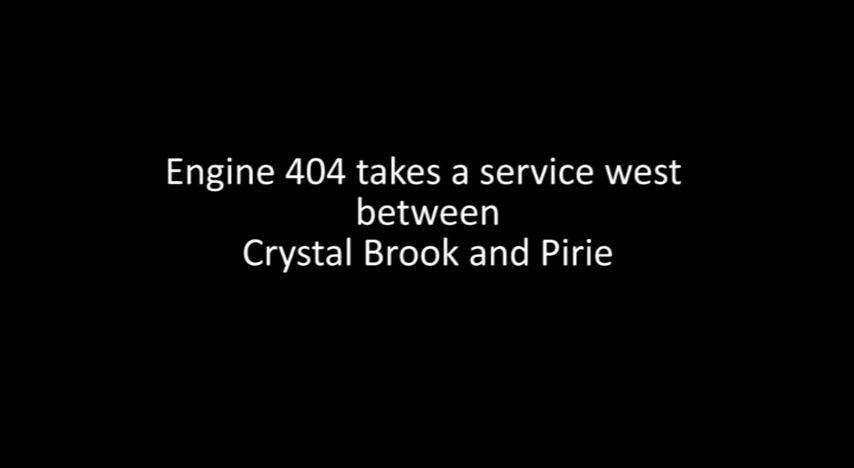 Engine 404 takes a service west
between
Crystal Brook and Pirie